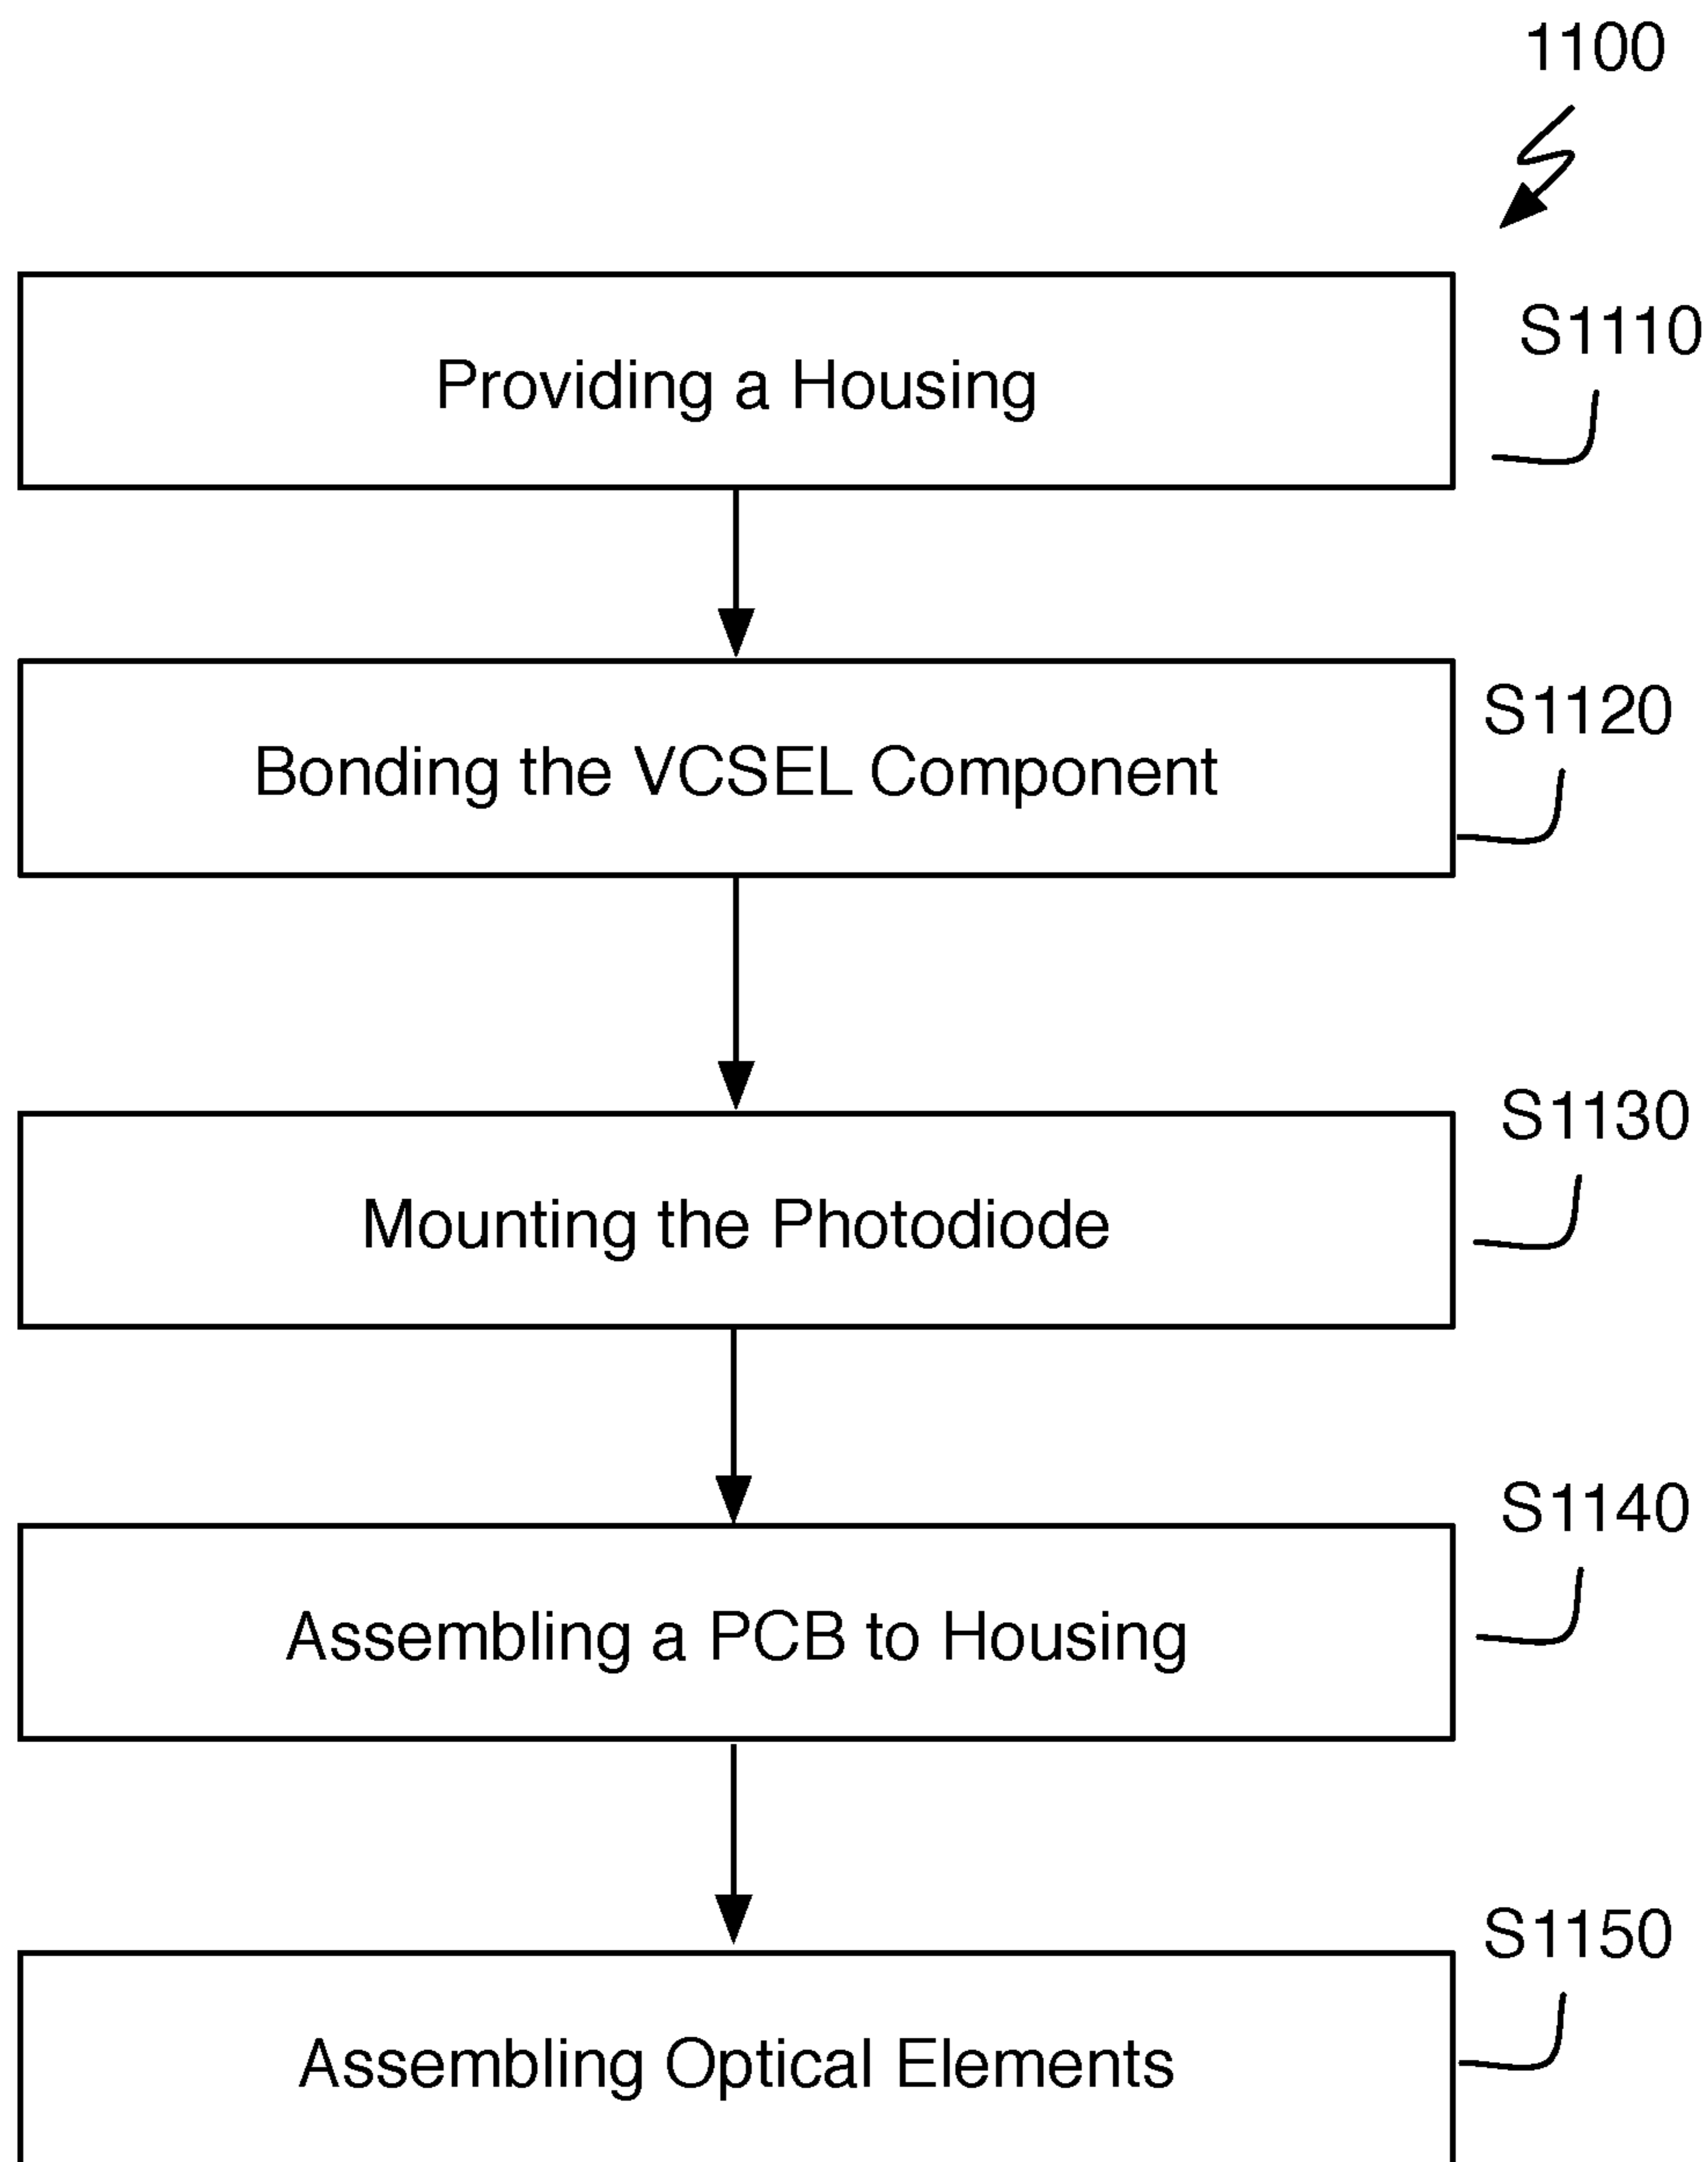 1100
S1110
Providing a Housing
S1120
Bonding the VCSEL Component
S1130
Mounting the Photodiode
S1140
Assembling a PCB to Housing
S1150
Assembling Optical Elements